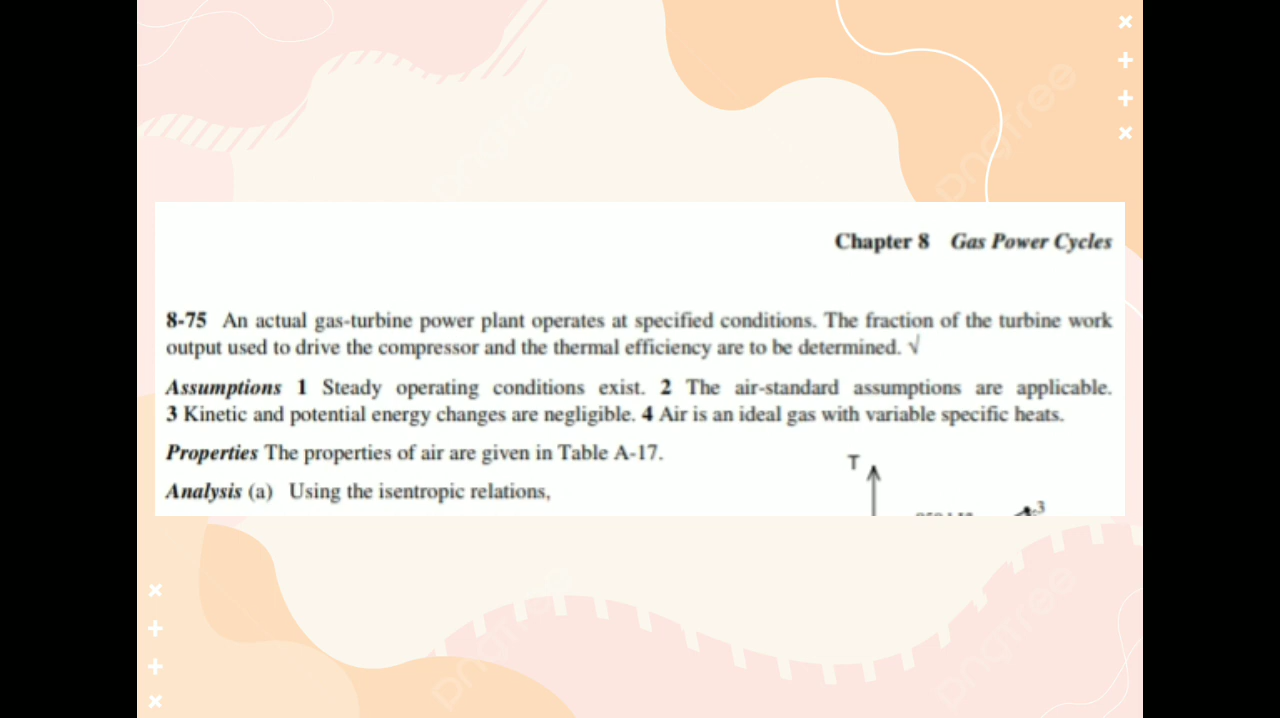 Chapter 8 Gas Power Cycles
8-75 An actual gas-turbine power plant operates at specified conditions. The fraction of the turbine work
output used to drive the compressor and the thermal efficiency are to be determined. √
Assumptions 1 Steady operating conditions exist. 2 The air-standard assumptions are applicable.
3 Kinetic and potential energy changes are negligible. 4 Air is an ideal gas with variable specific heats.
Properties The properties of air are given in Table A-17.
T
Analysis (a) Using the isentropic relations,
3
pngtree
pngtree
pngtree
pngtree